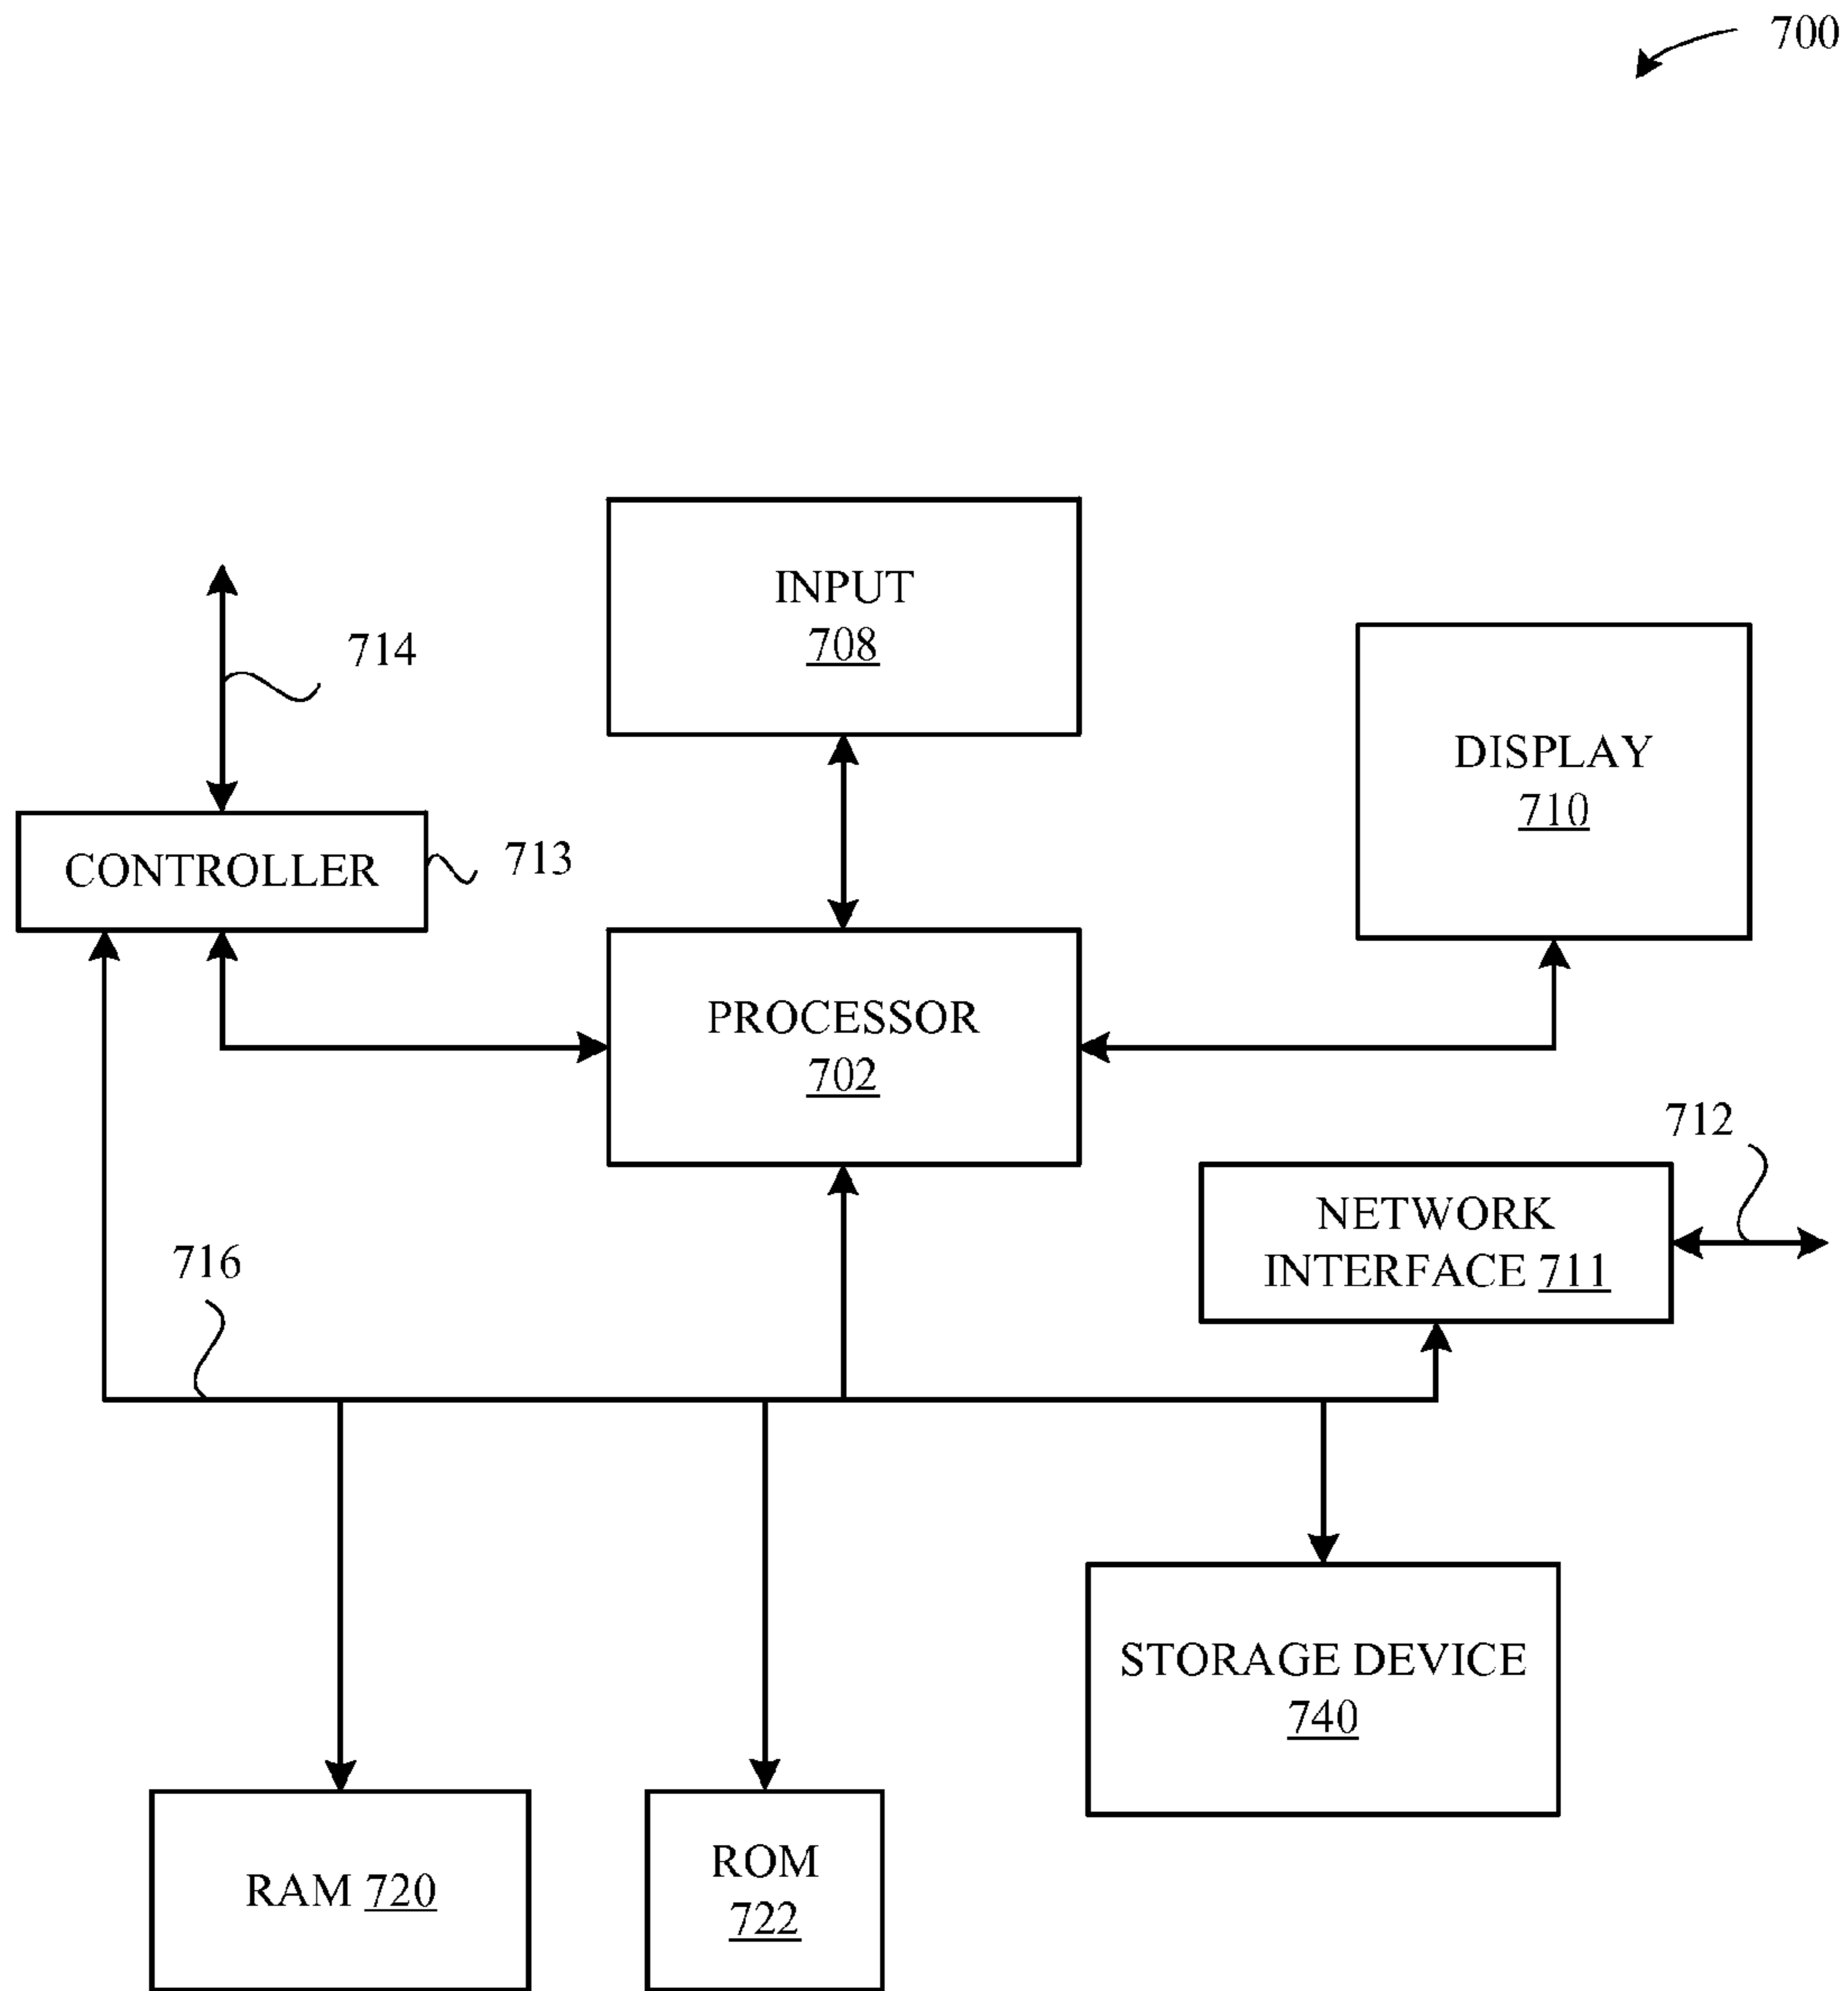 700
INPUT
708
714
DISPLAY
710
CONTROLLER
713
PROCESSOR
702
712
NETWORK
INTERFACE 711
716
STORAGE DEVICE
740
RAM 720
ROM
722